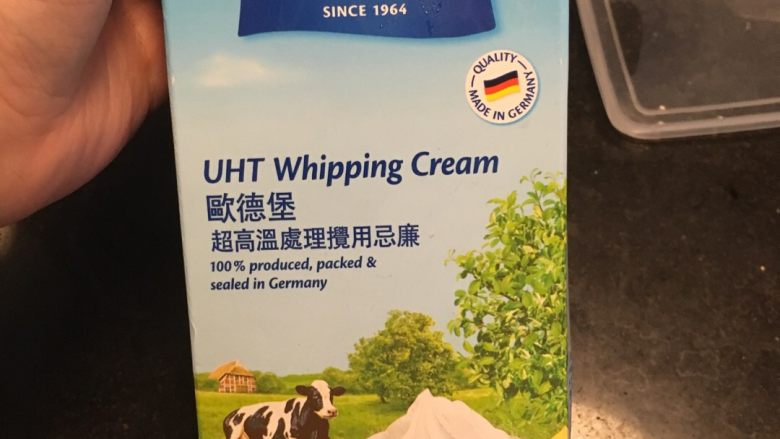 SINCE 1964
QUALITY
MADE IN GERMANY
UHT Whipping Cream
歐德堡
超高溫處理攪用忌廉
100% produced, packed &
sealed in Germany